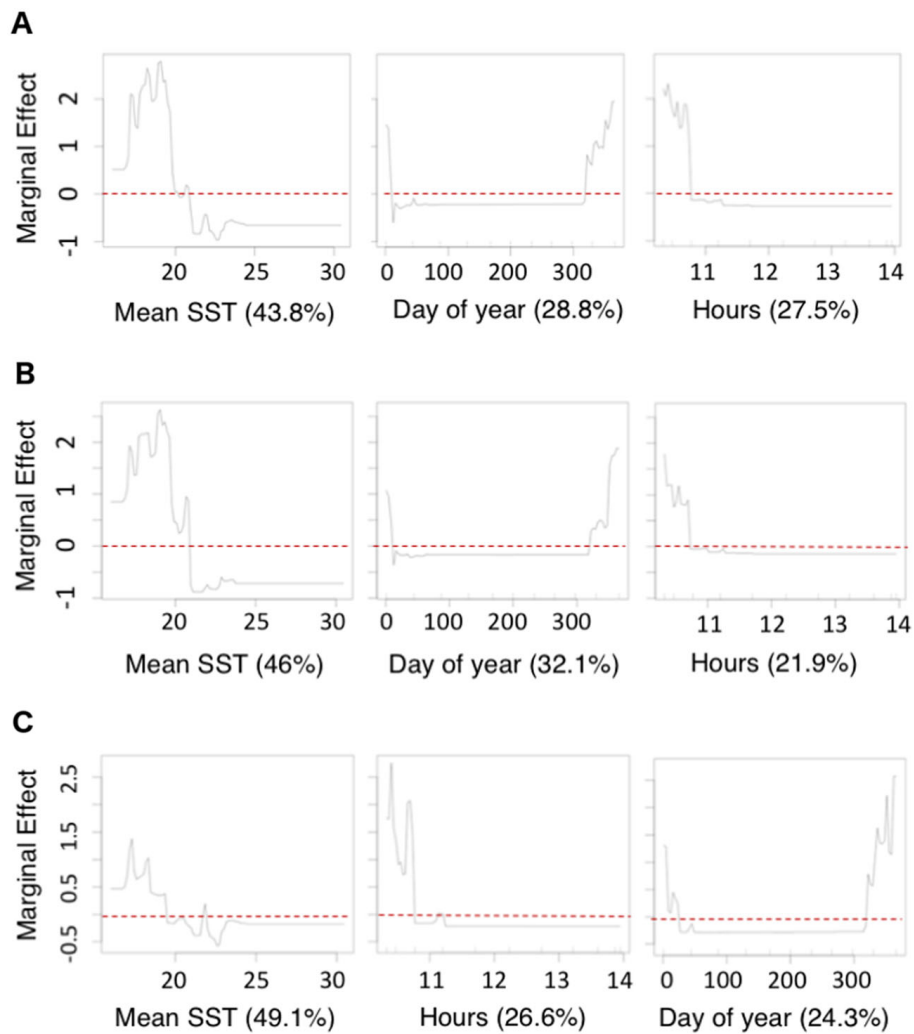 A
Marginal Effect
2
1
0
-1
20 25 30
0 100 200 300
11 12 13 14
Mean SST (43.8%) Day of year (28.8%) Hours (27.5%)
B
Marginal Effect
2
1
0
-1
20 25 30
0 100 200 300
11 12 13 14
Mean SST (46%) Day of year (32.1%) Hours (21.9%)
C
Marginal Effect
2.5
1.5
0.5
-0.5
20 25 30
11 12 13 14
0 100 200 300
Mean SST (49.1%) Hours (26.6%) Day of year (24.3%)